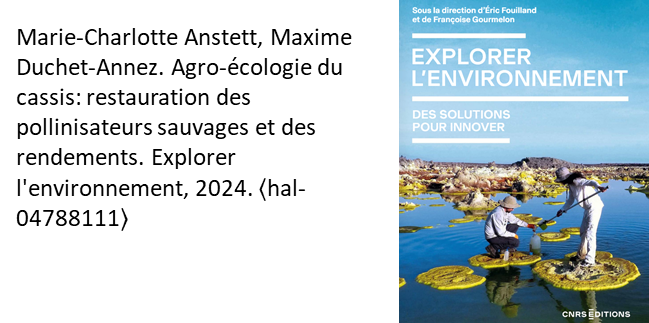 Marie-Charlotte Anstett, Maxime
Duchet-Annez. Agro-écologie du
cassis: restauration des
pollinisateurs sauvages et des
rendements. Explorer
l'environnement, 2024. ⟨hal-
04788111⟩
Sous la direction d'Éric Fouilland
et de Françoise Gourmelon
EXPLORER
L'ENVIRONNEMENT
DES SOLUTIONS
POUR INNOVER
CNRS EDITIONS